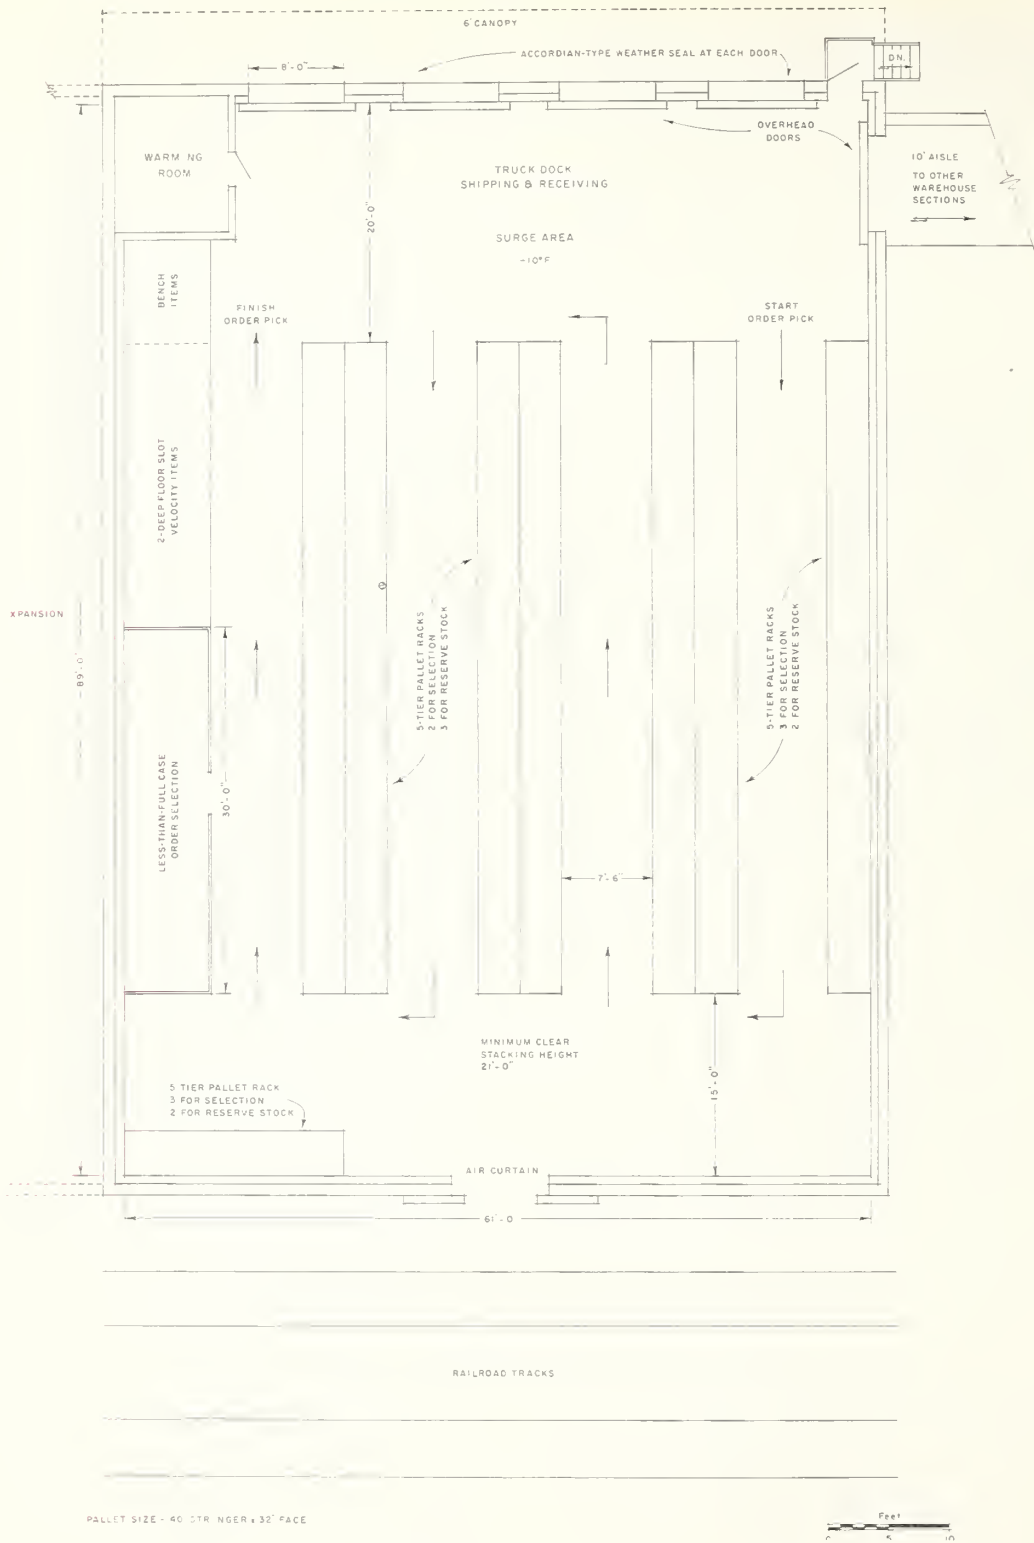 6' CANOPY
ACCORDIAN-TYPE WEATHER SEAL AT EACH DOOR
8'-0"
DN.
OVERHEAD
DOORS
WARM NG
ROOM
TRUCK DOCK
SHIPPING & RECEIVING
10' AISLE
TO OTHER
WAREHOUSE
SECTIONS
20'-0"
SURGE AREA
-10°F
BENCH
ITEMS
FINISH
ORDER PICK
START
ORDER PICK
2-DEEP FLOOR SLOT
VELOCITY ITEMS
XPANSION
89'-0"
5-TIER PALLET RACKS
2 FOR SELECTION
3 FOR RESERVE STOCK
5-TIER PALLET RACKS
3 FOR SELECTION
2 FOR RESERVE STOCK
LESS-THAN-FULL CASE
ORDER SELECTION
30'-0"
7'-6"
MINIMUM CLEAR
STACKING HEIGHT
21'-0"
15'-0"
5 TIER PALLET RACK
3 FOR SELECTION
2 FOR RESERVE STOCK
AIR CURTAIN
61'-0
RAILROAD TRACKS
PALLET SIZE - 40 STR NGER x 32" FACE
Feet
0 5 10